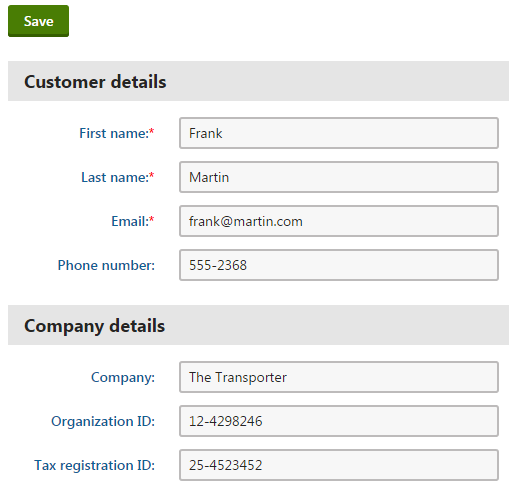 Save
Customer details
First name:* Frank
Last name:* Martin
Email:* frank@martin.com
Phone number: 555-2368
Company details
Company: The Transporter
Organization ID: 12-4298246
Tax registration ID: 25-4523452